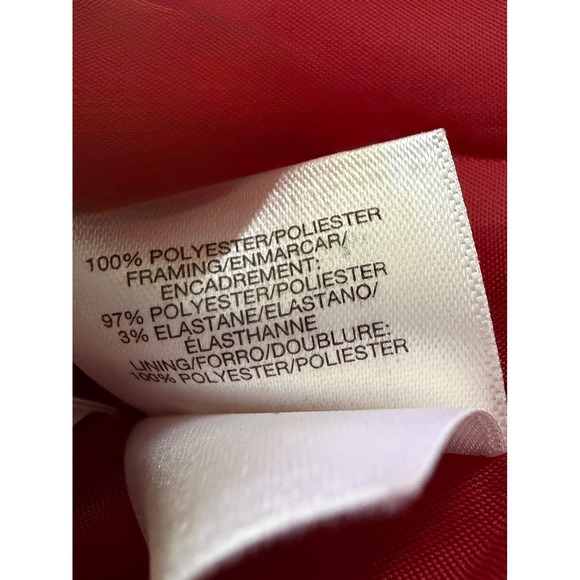 100% POLYESTER/POLIESTER
FRAMING/ENMARCAR/
ENCADREMENT:
97% POLYESTER/POLIESTER
3% ELASTANE/ELASTANO/
ÉLASTHANNE
LINING/FORRO/DOUBLURE:
100% POLYESTER/POLIESTER